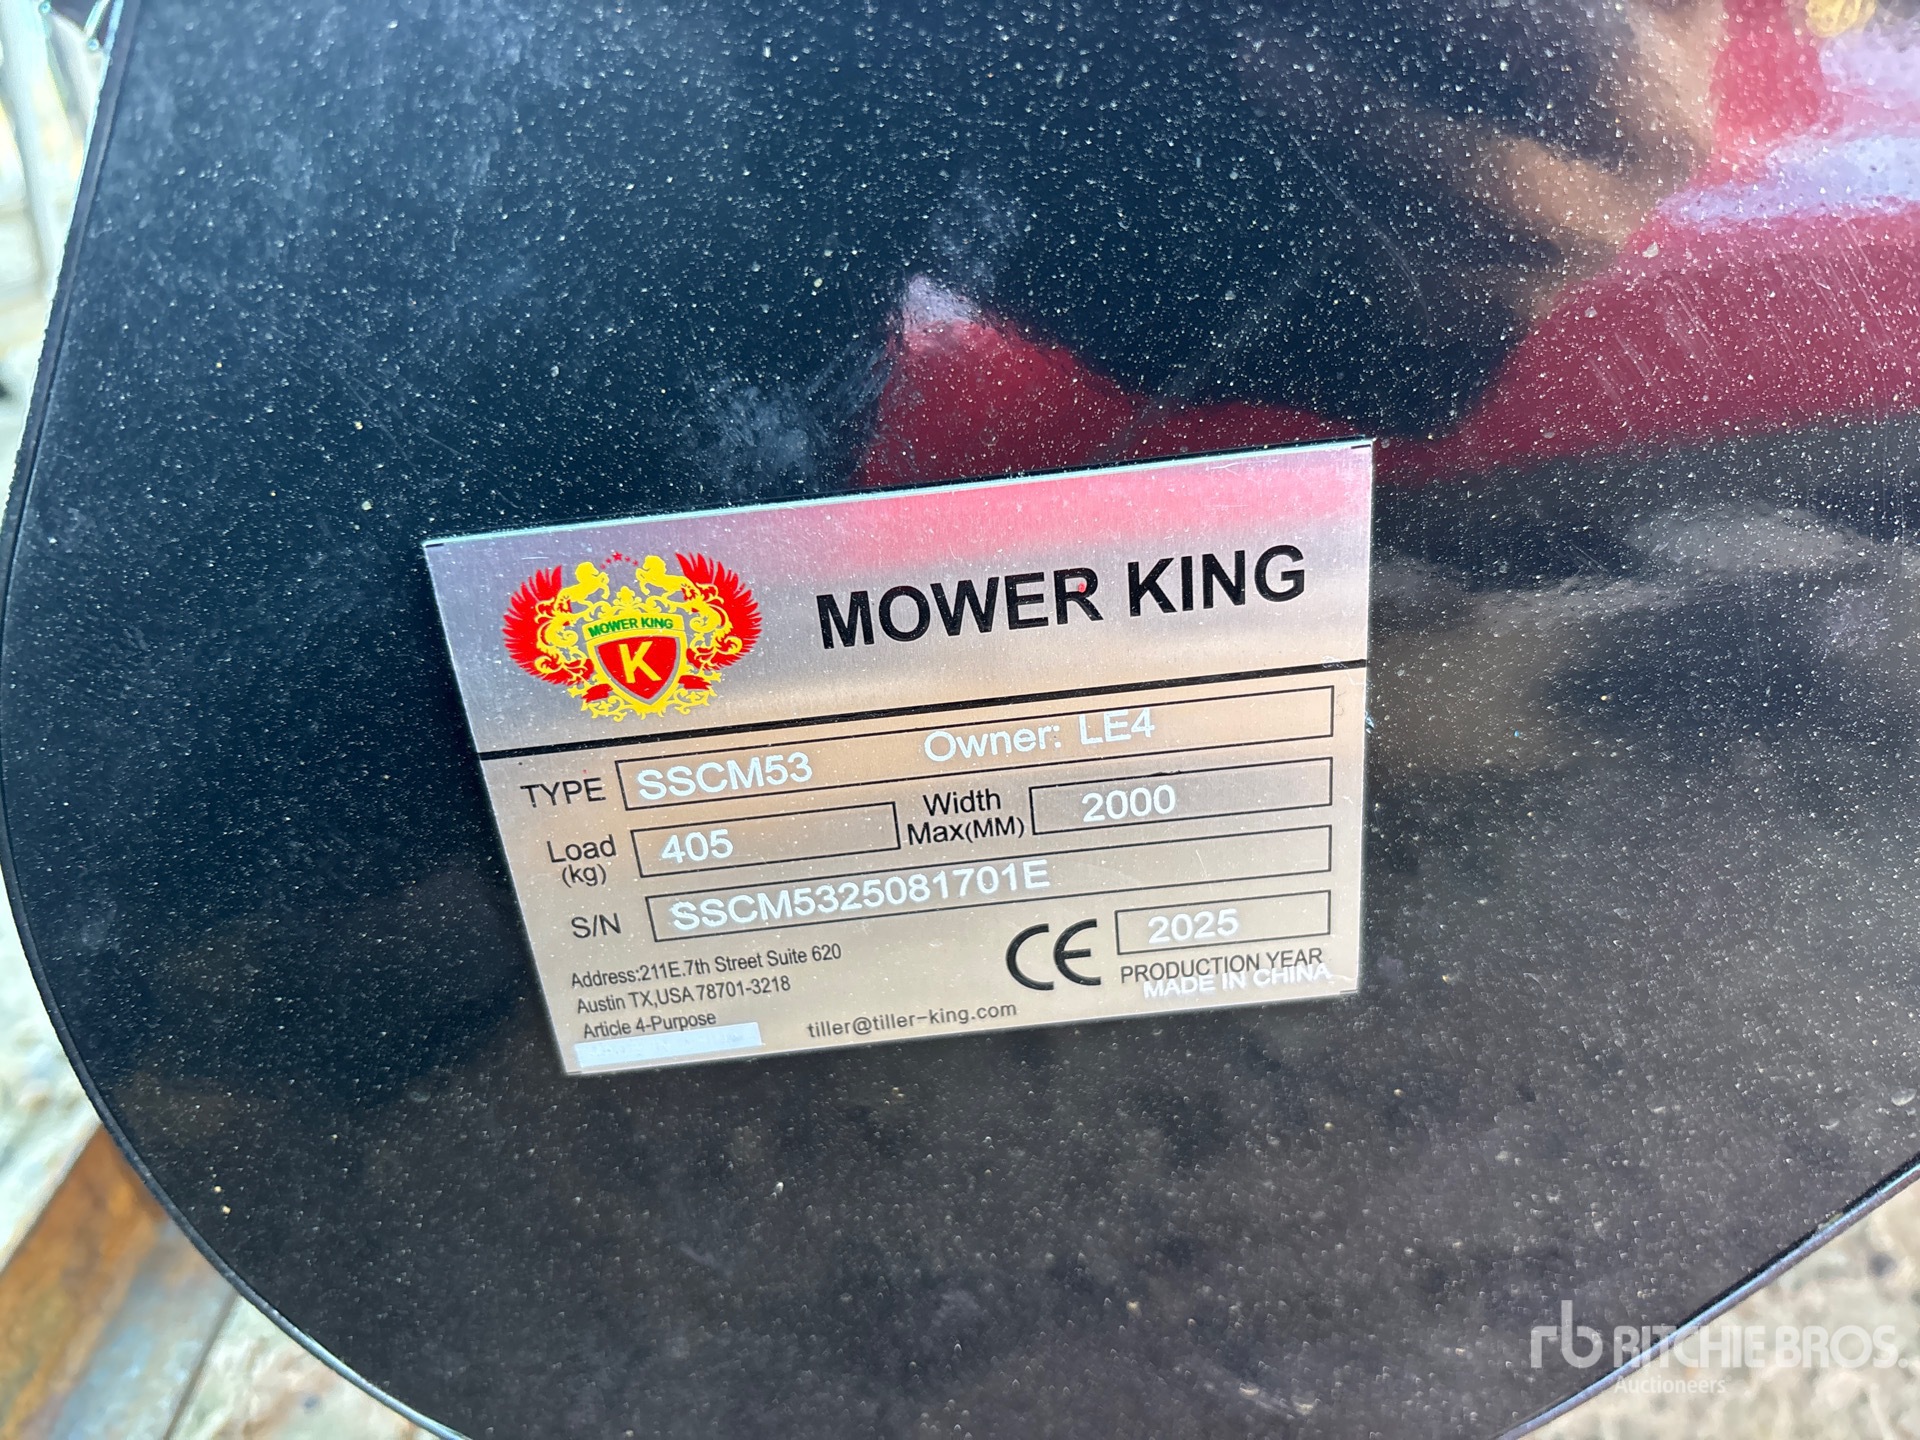 MOWER KING
MOWER KING
K
TYPE SSCM53 Owner: LE4
Load (kg) 405 Width Max(MM) 2000
S/N SSCM5325081701E
Address:211E.7th Street Suite 620
Austin TX,USA 78701-3218
Article 4-Purpose
tiller@tiller-king.com
CE
2025
PRODUCTION YEAR
MADE IN CHINA
rb RITCHIE BROS.
Auctioneers